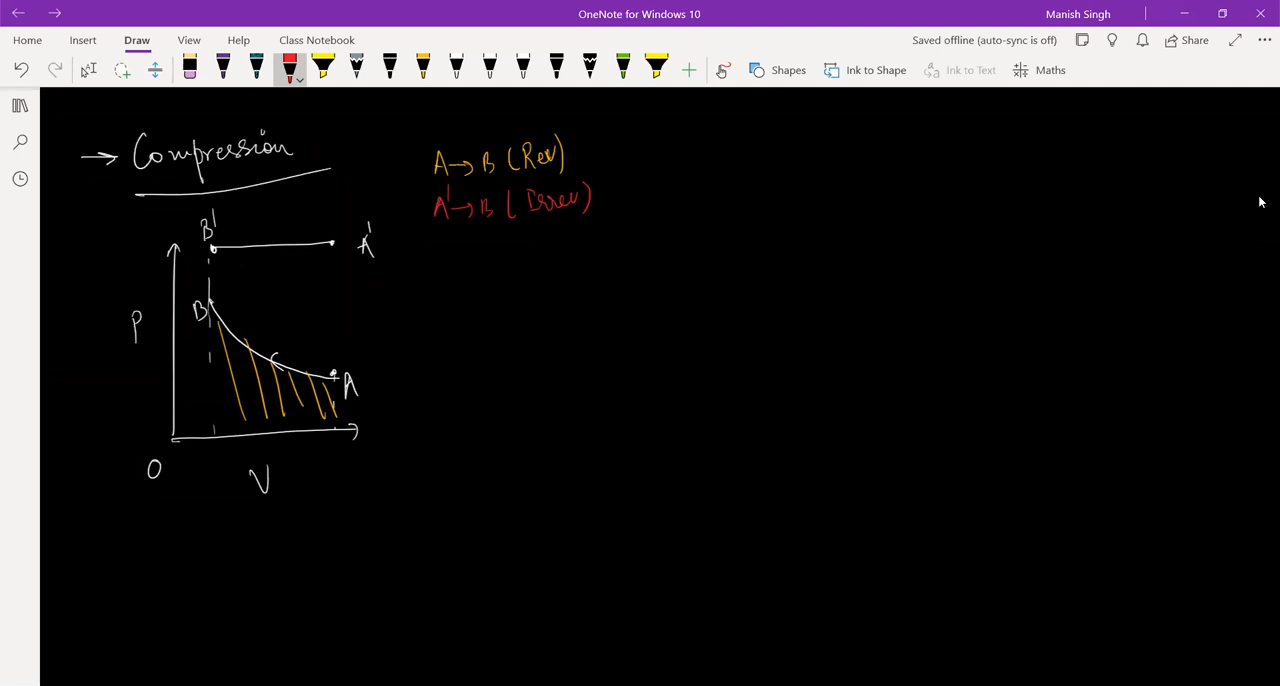 OneNote for Windows 10
Manish Singh
Home Insert Draw View Help Class Notebook
Saved offline (auto-sync is off) Share
Shapes Ink to Shape Ink to Text Maths
→ Compression
A → B (Rev)
A' → B (Irrev)
B'
A'
B
P
A
O
V